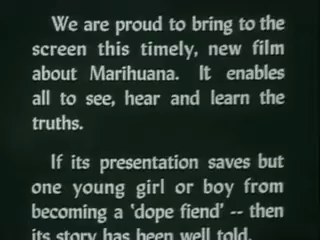 We are proud to bring to the
screen this timely, new film
about Marihuana. It enables
all to see, hear and learn the
truths.
If its presentation saves but
one young girl or boy from
becoming a 'dope fiend' -- then
its story has been well told.